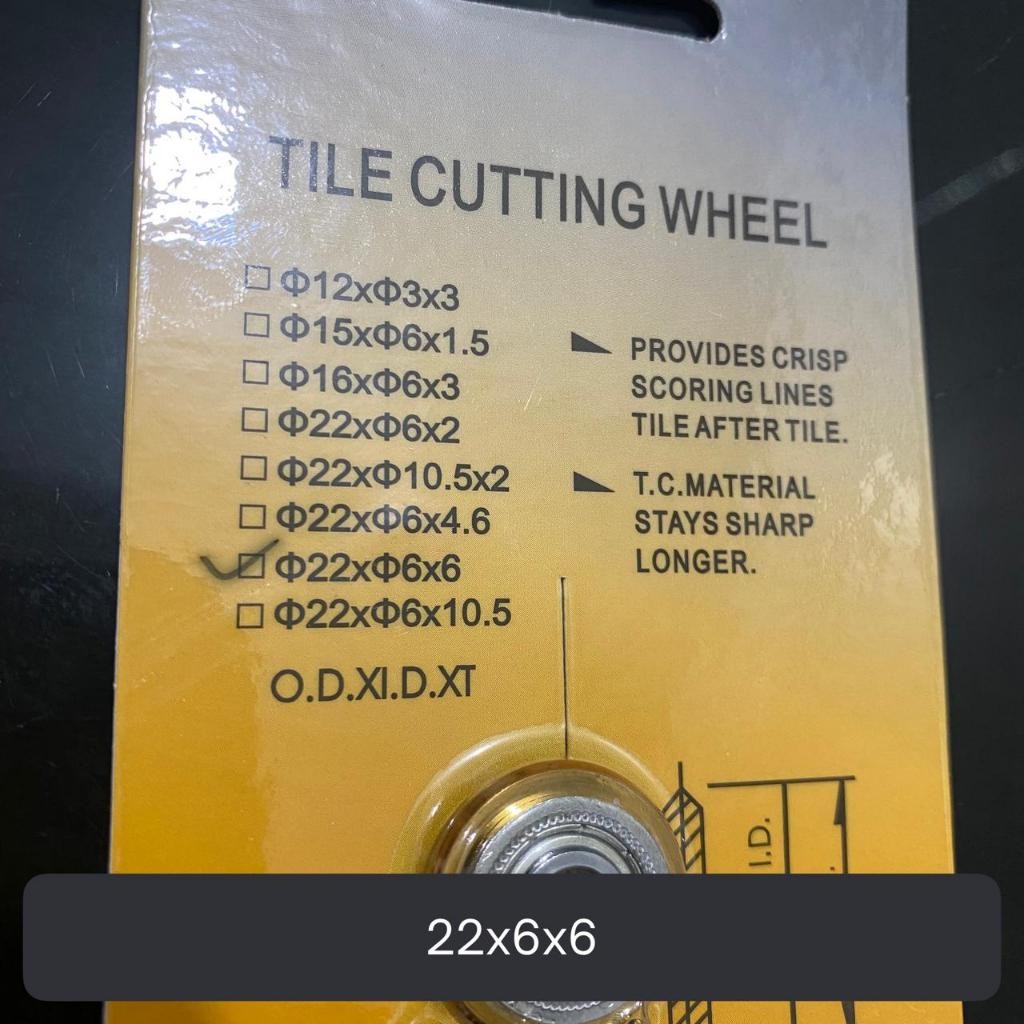 TILE CUTTING WHEEL
Φ12xΦ3x3
Φ15xΦ6x1.5
Φ16xΦ6x3
Φ22xΦ6x2
Φ22xΦ10.5x2
Φ22xΦ6x4.6
Φ22xΦ6x6
Φ22xΦ6x10.5
O.D.XI.D.XT
PROVIDES CRISP
SCORING LINES
TILE AFTER TILE.
T.C.MATERIAL
STAYS SHARP
LONGER.
I.D.
22x6x6